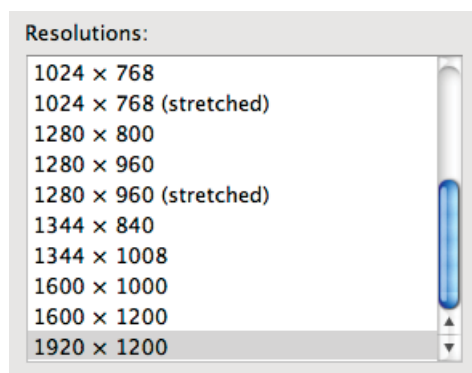 Resolutions:
1024 × 768
1024 × 768 (stretched)
1280 × 800
1280 × 960
1280 × 960 (stretched)
1344 × 840
1344 × 1008
1600 × 1000
1600 × 1200
1920 × 1200